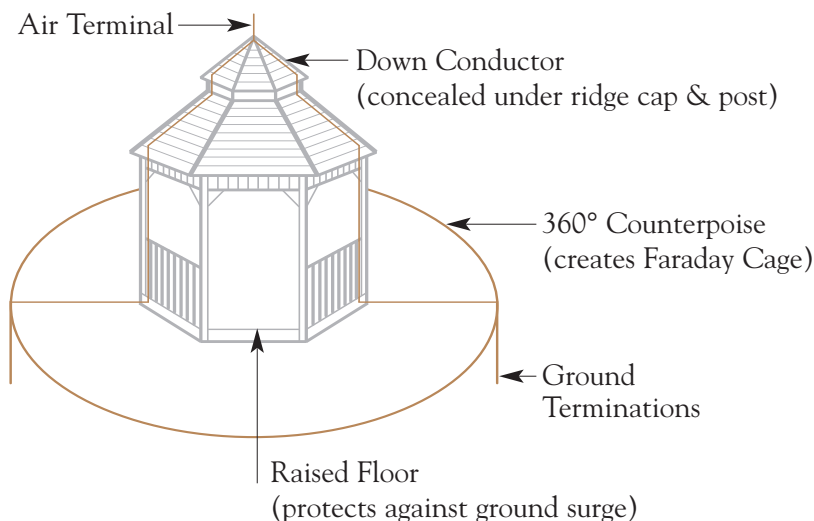 Air Terminal
Down Conductor
(concealed under ridge cap & post)
360° Counterpoise
(creates Faraday Cage)
Ground
Terminations
Raised Floor
(protects against ground surge)